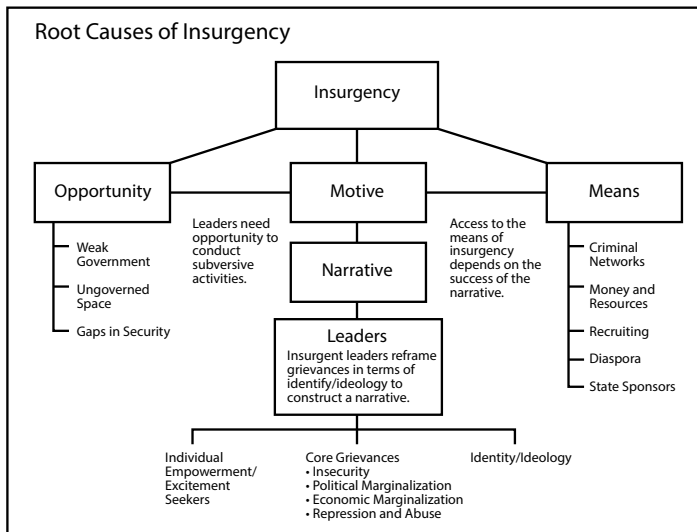 Root Causes of Insurgency
Insurgency
Opportunity
Motive
Means
Weak
Government
Ungoverned
Space
Gaps in Security
Leaders need
opportunity to
conduct
subversive
activities.
Narrative
Access to the
means of
insurgency
depends on the
success of the
narrative.
Criminal
Networks
Money and
Resources
Recruiting
Diaspora
State Sponsors
Leaders
Insurgent leaders reframe
grievances in terms of
identify/ideology to
construct a narrative.
Individual
Empowerment/
Excitement
Seekers
Core Grievances
• Insecurity
• Political Marginalization
• Economic Marginalization
• Repression and Abuse
Identity/Ideology